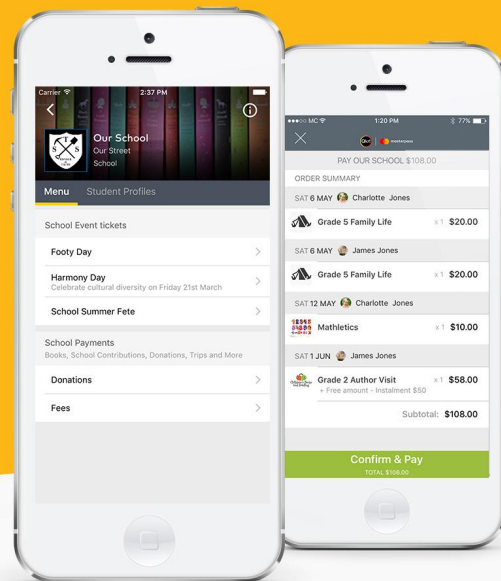 Carrier
2:37 PM
S T S
Our School
Our Street
School
Menu
Student Profiles
School Event tickets
Footy Day
Harmony Day
Celebrate cultural diversity on Friday 21st March
School Summer Fete
School Payments
Books, School Contributions, Donations, Trips and More
Donations
Fees
MC
1:20 PM
77%
Qkr!
masterpass
PAY OUR SCHOOL $108.00
ORDER SUMMARY
SAT 6 MAY Charlotte Jones
Grade 5 Family Life x 1 $20.00
SAT 6 MAY James Jones
Grade 5 Family Life x 1 $20.00
SAT 12 MAY Charlotte Jones
Mathletics x 1 $10.00
SAT 1 JUN James Jones
Grade 2 Author Visit x 1 $58.00
+ Free amount - Instalment $50
Subtotal: $108.00
Confirm & Pay
TOTAL $108.00